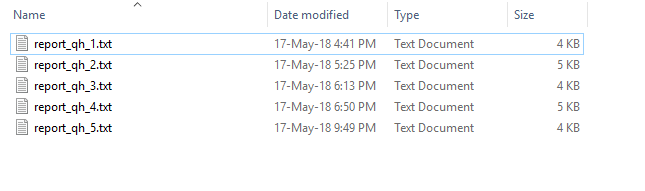 Name Date modified Type Size
report_qh_1.txt 17-May-18 4:41 PM Text Document 4 KB
report_qh_2.txt 17-May-18 5:25 PM Text Document 5 KB
report_qh_3.txt 17-May-18 6:13 PM Text Document 4 KB
report_qh_4.txt 17-May-18 6:50 PM Text Document 5 KB
report_qh_5.txt 17-May-18 9:49 PM Text Document 4 KB